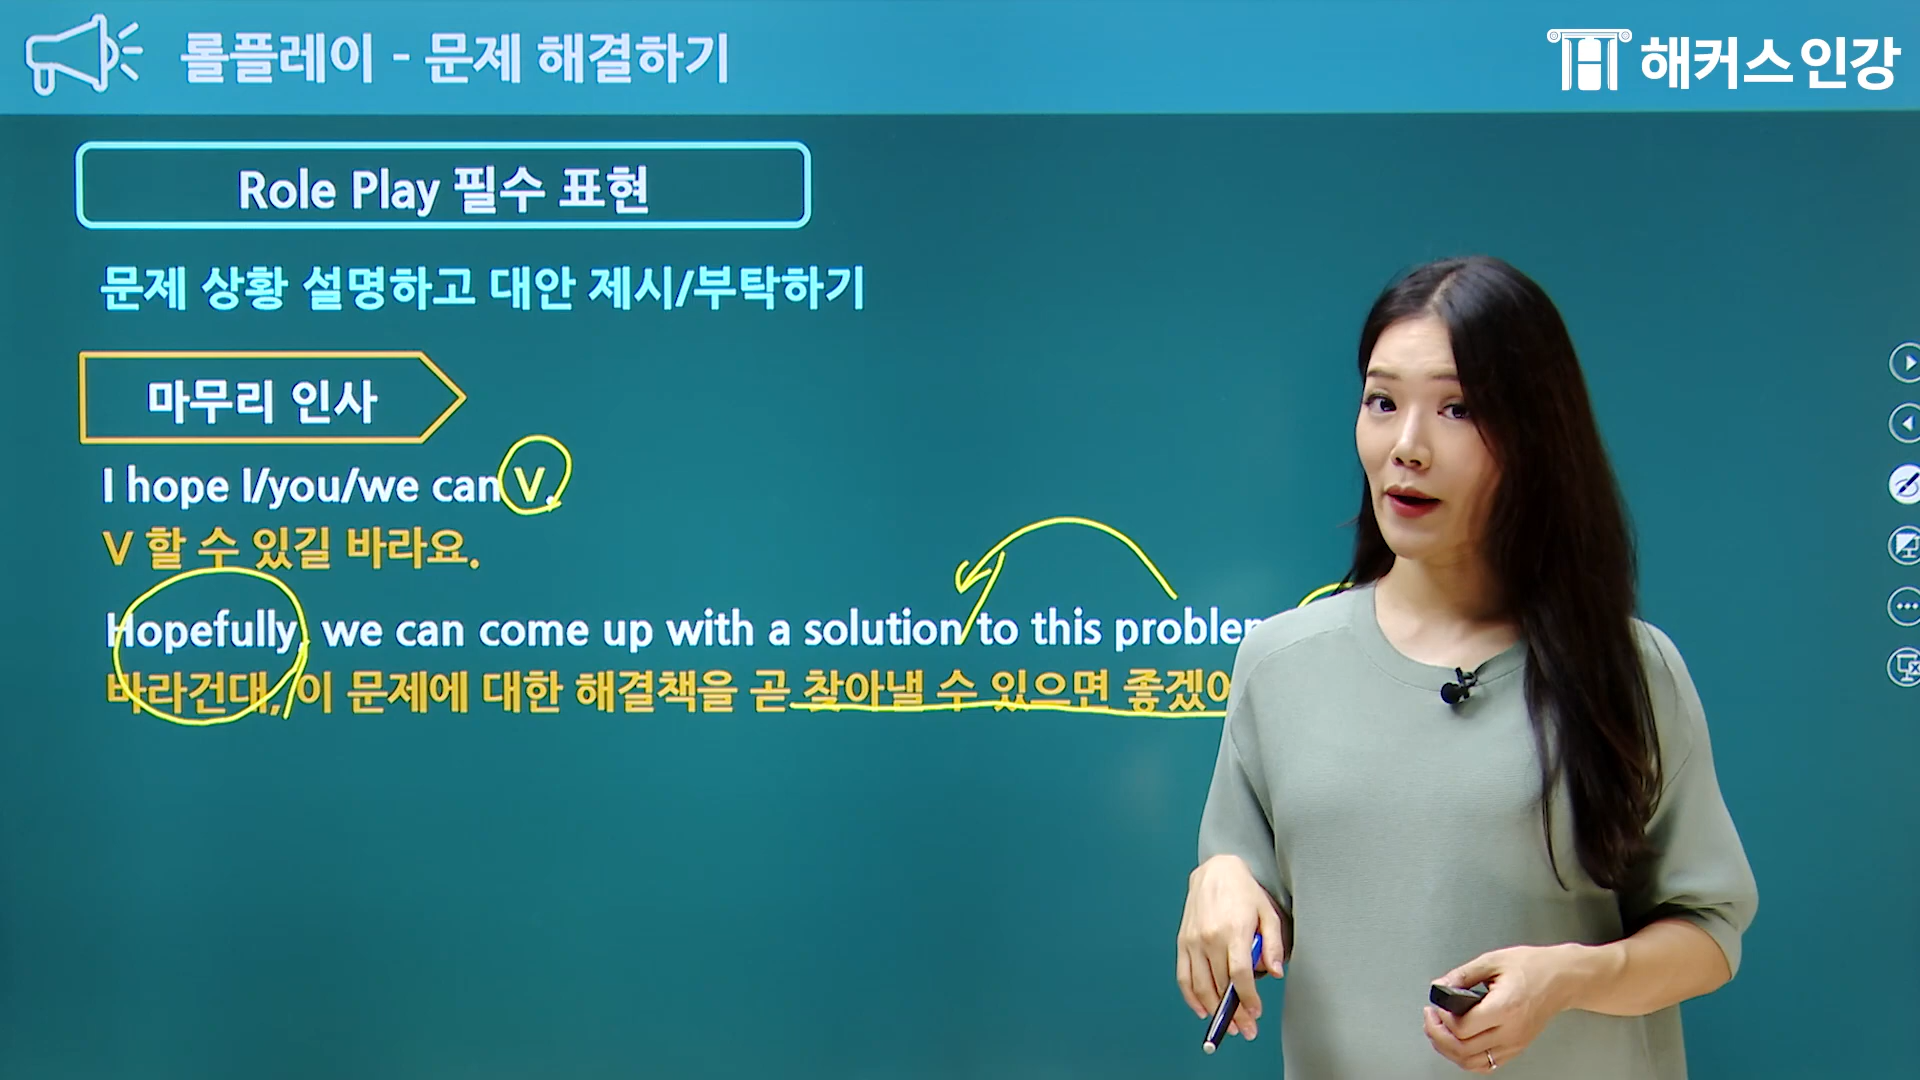 롤플레이 - 문제 해결하기
해커스인강
Role Play 필수 표현
문제 상황 설명하고 대안 제시/부탁하기
마무리 인사
I hope I/you/we can V.
V 할 수 있길 바라요.
Hopefully, we can come up with a solution to this
바라건대, 이 문제에 대한 해결책을 곧 찾아낼 수 있으면